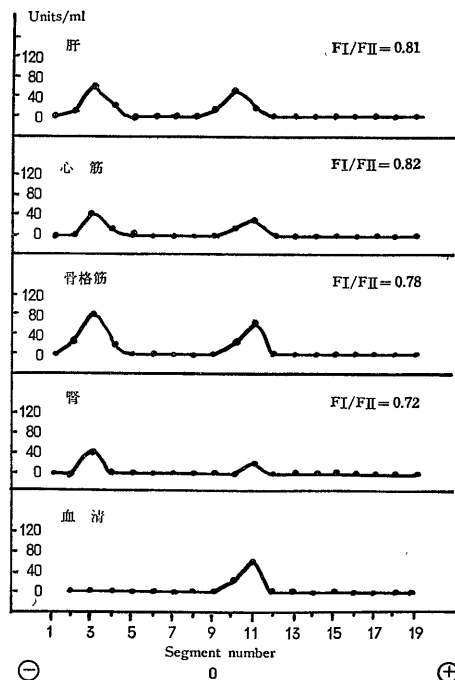 Units/ml
肝 FI/FII=0.81
120
80
40
0
心筋 FI/FII=0.82
120
80
40
0
骨格筋 FI/FII=0.78
120
80
40
0
腎 FI/FII=0.72
120
80
40
0
血清
120
80
40
0
1 3 5 7 9 11 13 15 17 19
Segment number
⊖ 0 ⊕